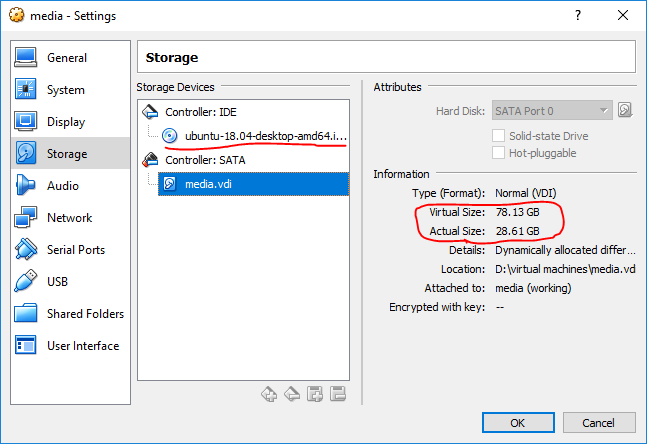 media - Settings
?
General
System
Display
Storage
Audio
Network
Serial Ports
USB
Shared Folders
User Interface
Storage
Storage Devices
Controller: IDE
ubuntu-18.04-desktop-amd64.i...
Controller: SATA
media.vdi
Attributes
Hard Disk: SATA Port 0
Solid-state Drive
Hot-pluggable
Information
Type (Format): Normal (VDI)
Virtual Size: 78.13 GB
Actual Size: 28.61 GB
Details: Dynamically allocated differ...
Location: D:\virtual machines\media.vd
Attached to: media (working)
Encrypted with key: --
OK
Cancel